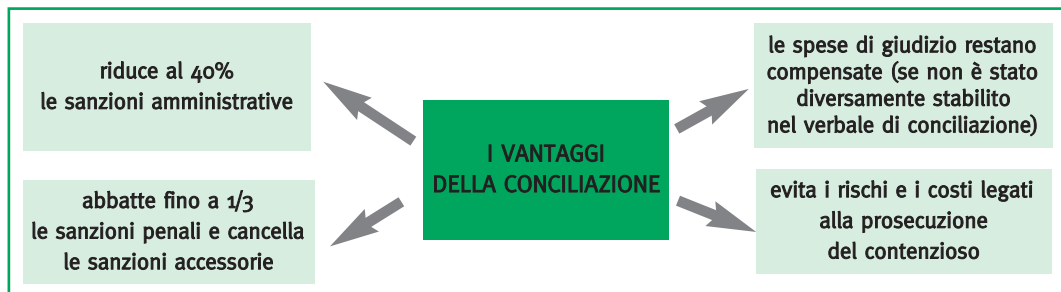 riduce al 40%
le sanzioni amministrative
abbatte fino a 1/3
le sanzioni penali e cancella
le sanzioni accessorie
I VANTAGGI
DELLA CONCILIAZIONE
le spese di giudizio restano
compensate (se non è stato
diversamente stabilito
nel verbale di conciliazione)
evita i rischi e i costi legati
alla prosecuzione
del contenzioso